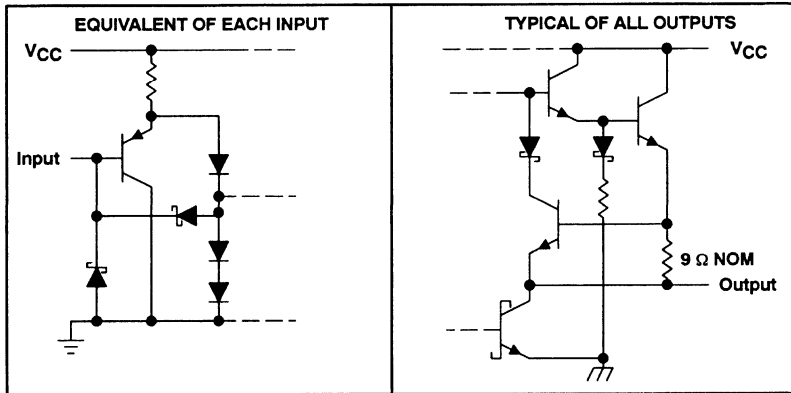 EQUIVALENT OF EACH INPUT
VCC
Input
TYPICAL OF ALL OUTPUTS
VCC
9 Ω NOM
Output